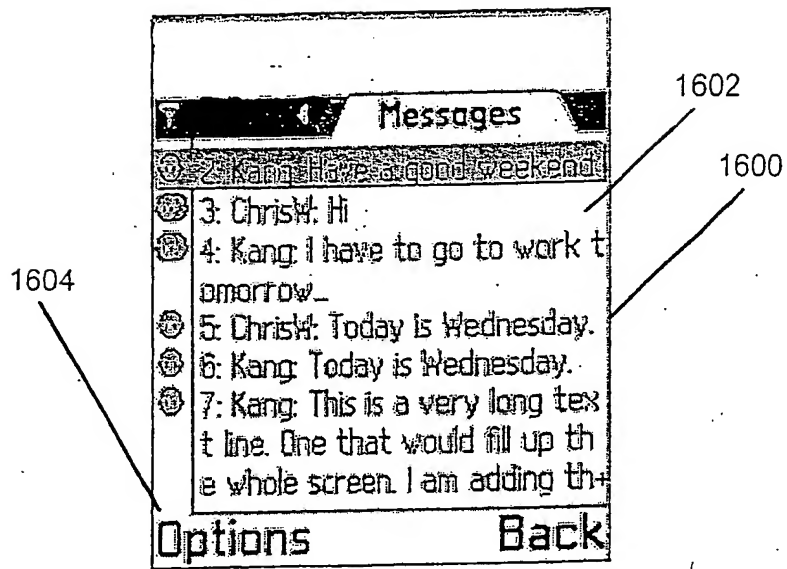 Messages
1602
2: Kang: Have a good weekend
3: ChrisW: Hi
1600
4: Kang: I have to go to work t
omorrow_
1604
5: ChrisW: Today is Wednesday.
6: Kang: Today is Wednesday.
7: Kang: This is a very long tex
t line. One that would fill up th
e whole screen. I am adding th+
Options Back